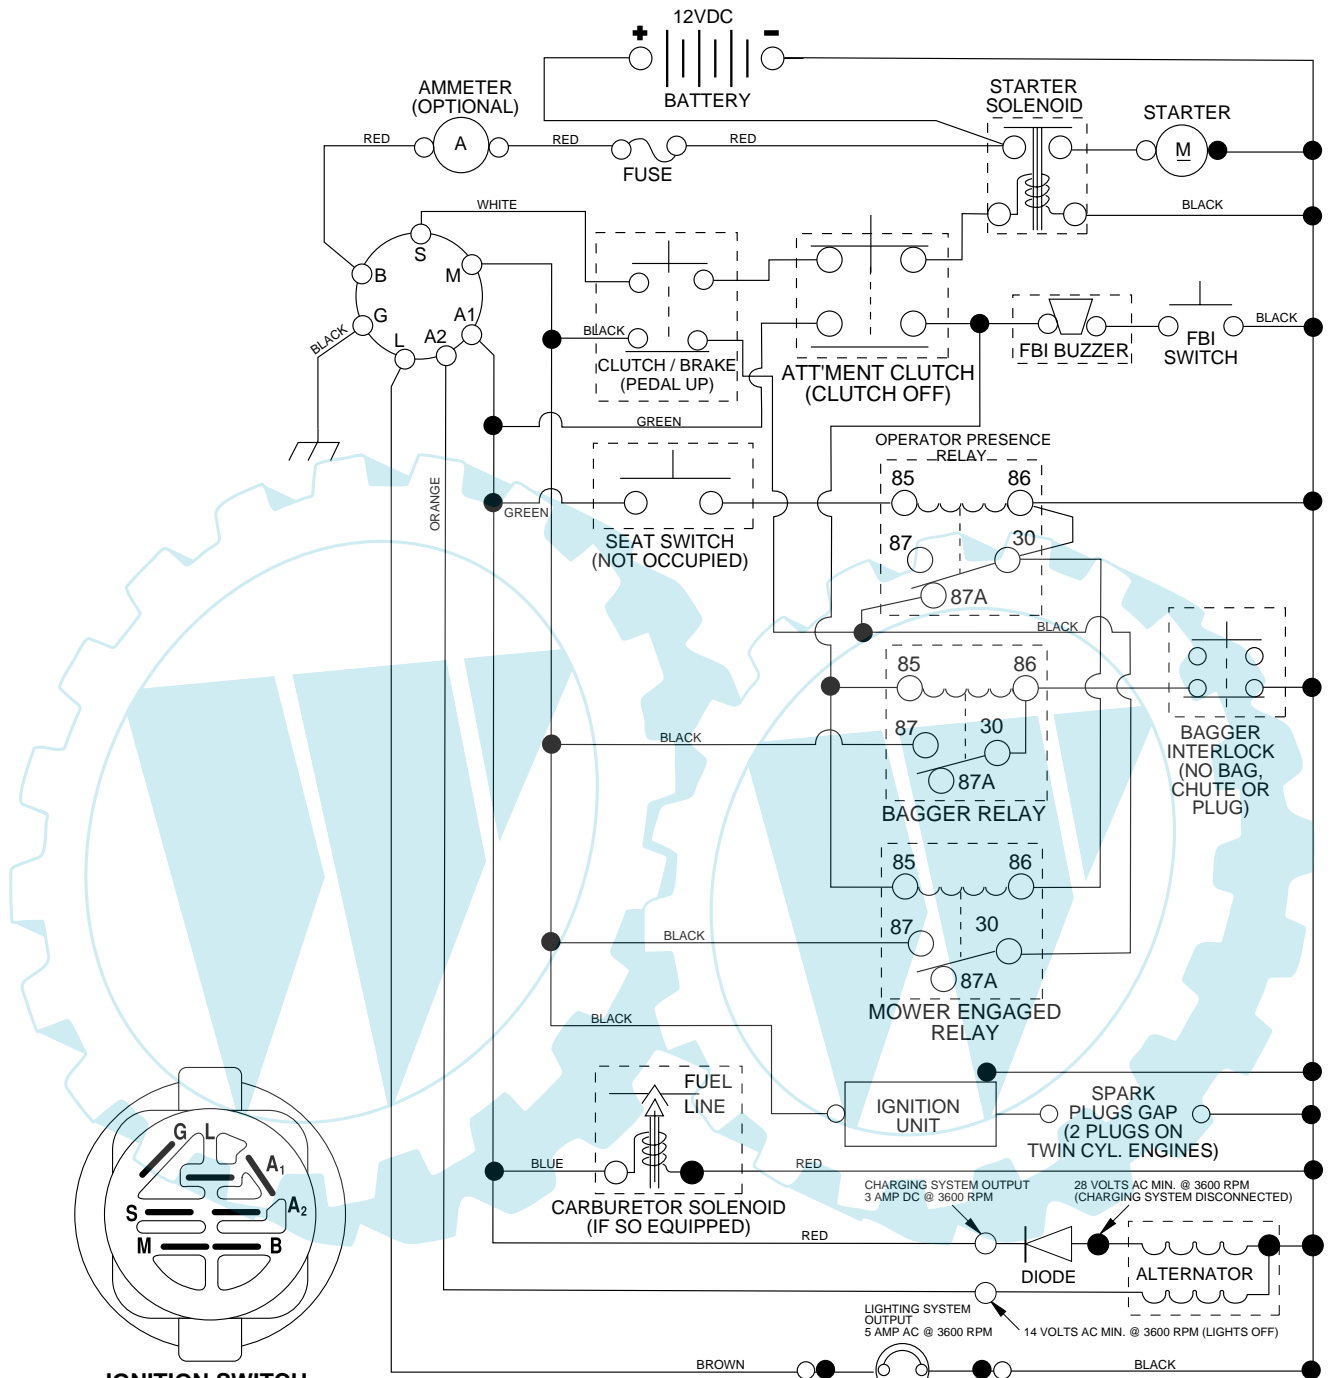 12VDC
+
-
BATTERY
AMMETER
(OPTIONAL)
STARTER
SOLENOID
STARTER
RED
A
RED
FUSE
RED
M
WHITE
BLACK
S
B
M
G
A1
A2
L
BLACK
BLACK
CLUTCH / BRAKE
(PEDAL UP)
ATT'MENT CLUTCH
(CLUTCH OFF)
FBI BUZZER
FBI
SWITCH
BLACK
GREEN
OPERATOR PRESENCE
RELAY
85
86
ORANGE
GREEN
SEAT SWITCH
(NOT OCCUPIED)
87
30
87A
BLACK
85
86
BLACK
87
30
87A
BAGGER RELAY
BAGGER
INTERLOCK
(NO BAG,
CHUTE OR
PLUG)
85
86
BLACK
87
30
87A
MOWER ENGAGED
RELAY
BLACK
FUEL
LINE
IGNITION
UNIT
SPARK
PLUGS GAP
(2 PLUGS ON
TWIN CYL. ENGINES)
BLUE
RED
CARBURETOR SOLENOID
(IF SO EQUIPPED)
CHARGING SYSTEM OUTPUT
3 AMP DC @ 3600 RPM
28 VOLTS AC MIN. @ 3600 RPM
(CHARGING SYSTEM DISCONNECTED)
RED
DIODE
ALTERNATOR
LIGHTING SYSTEM
OUTPUT
5 AMP AC @ 3600 RPM
14 VOLTS AC MIN. @ 3600 RPM (LIGHTS OFF)
BROWN
BLACK
G
L
A1
A2
S
M
B
IGNITION SWITCH